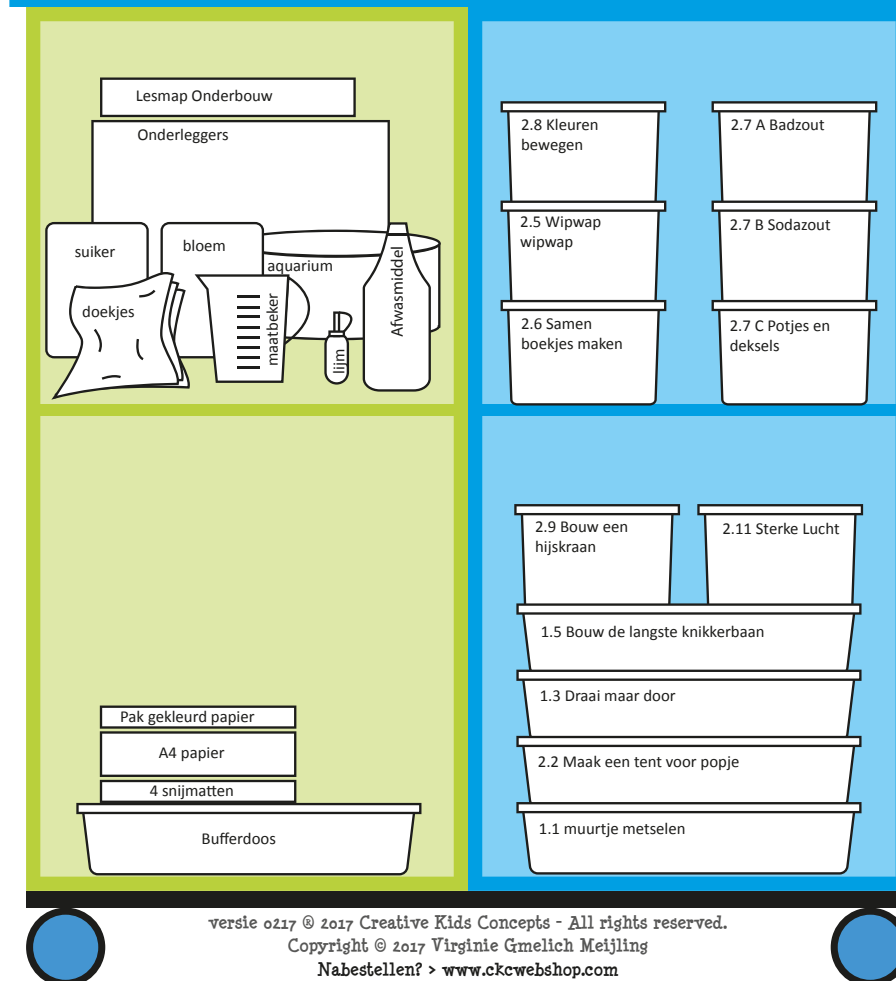 Lesmap Onderbouw
Onderleggers
suiker
bloem
aquarium
doekjes
maatbeker
lijm
Afwasmiddel
2.8 Kleuren
bewegen
2.5 Wipwap
wipwap
2.6 Samen
boekjes maken
2.7 A Badzout
2.7 B Sodazout
2.7 C Potjes en
deksels
Pak gekleurd papier
A4 papier
4 snijmatten
Bufferdoos
2.9 Bouw een
hijskraan
2.11 Sterke Lucht
1.5 Bouw de langste knikkerbaan
1.3 Draai maar door
2.2 Maak een tent voor popje
1.1 muurtje metselen
versie 0217 ® 2017 Creative Kids Concepts - All rights reserved.
Copyright © 2017 Virginie Gmelich Meijling
Nabestellen? > www.ckcwebshop.com